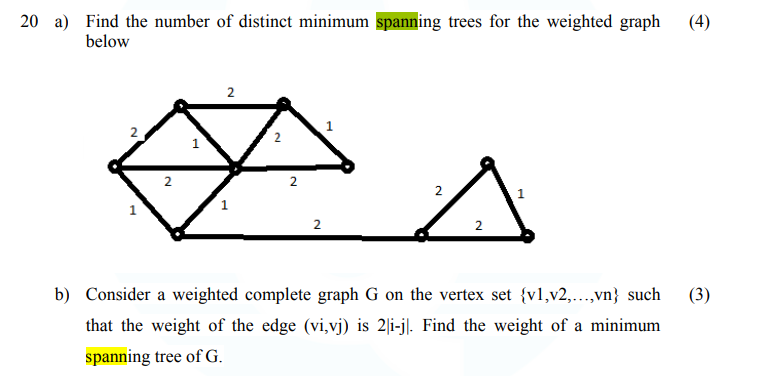 20 a) Find the number of distinct minimum spanning trees for the weighted graph (4)
below
2
2
1
1
2
2
2
1
1
2
1
2
2
b) Consider a weighted complete graph G on the vertex set {v1,v2,…,vn} such (3)
that the weight of the edge (vi,vj) is 2|i-j|. Find the weight of a minimum
spanning tree of G.